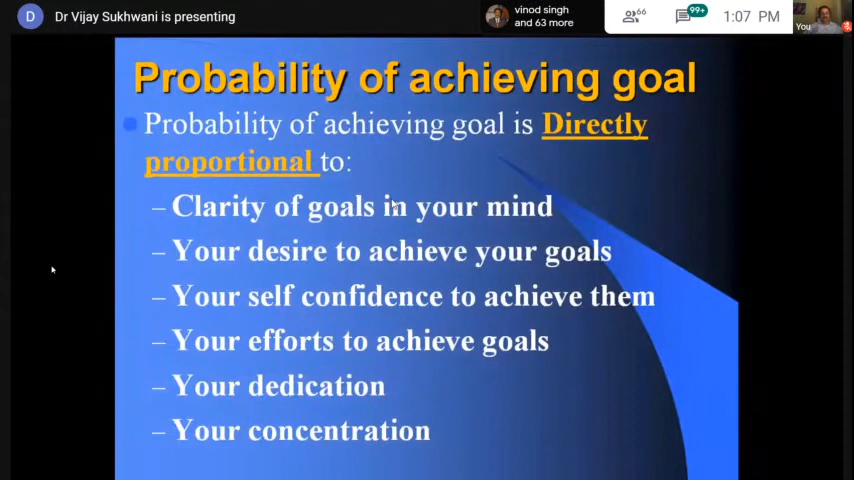 D
Dr Vijay Sukhwani is presenting
vinod singh
and 63 more
66
99+
1:07 PM
You
Probability of achieving goal
Probability of achieving goal is Directly
proportional to:
– Clarity of goals in your mind
– Your desire to achieve your goals
– Your self confidence to achieve them
– Your efforts to achieve goals
– Your dedication
– Your concentration